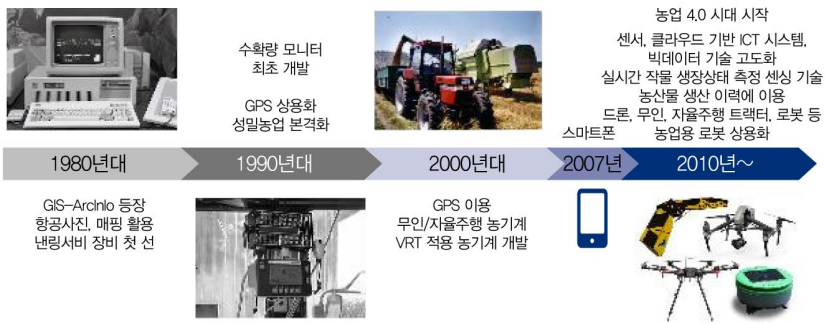 농업 4.0 시대 시작
수확량 모니터
최초 개발
GPS 상용화
성밀농업 본격화
센서, 클라우드 기반 ICT 시스템,
빅데이터 기술 고도화
실시간 작물 생장상태 측정 센싱 기술
농산물 생산 이력에 이용
드론, 무인, 자율주행 트랙터, 로봇 등
스마트폰
농업용 로봇 상용화
1980년대
1990년대
2000년대
2007년
2010년~
GIS-ArcInlo 등장
항공사진, 매핑 활용
낸링서비 장비 첫 선
GPS 이용
무인/자율주행 농기계
VRT 적용 농기계 개발